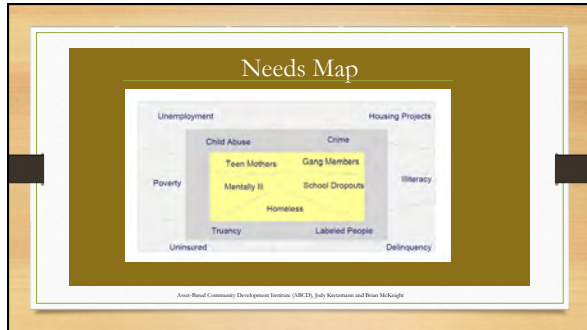 Needs Map
Unemployment Housing Projects
Child Abuse Crime
Teen Mothers Gang Members
Poverty Mentally Ill School Dropouts Illiteracy
Homeless
Truancy Labeled People
Uninsured Delinquency
Asset-Based Community Development Institute (ABCD), Jody Kretzmann and Brian McKnight